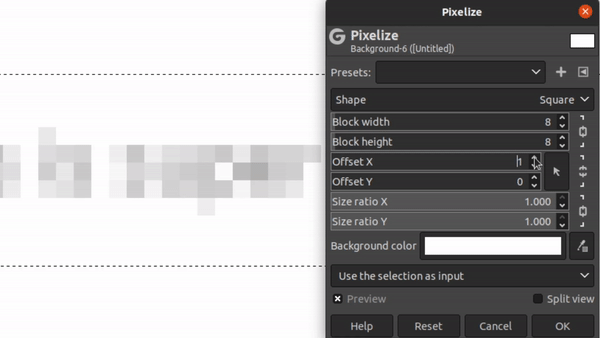 Pixelize
Pixelize
Background-6 ([Untitled])
Presets:
Shape Square
Block width 8
Block height 8
Offset X 1
Offset Y 0
Size ratio X 1.000
Size ratio Y 1.000
Background color
Use the selection as input
Preview Split view
Help Reset Cancel OK